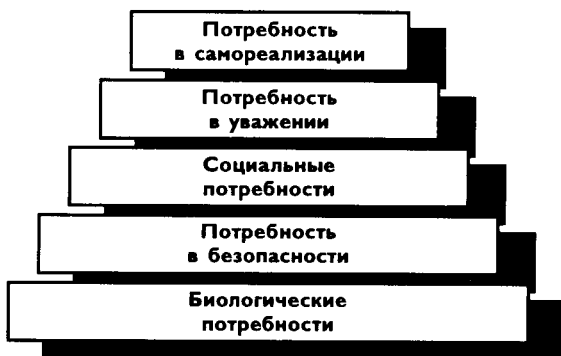 Потребность
в самореализации
Потребность
в уважении
Социальные
потребности
Потребность
в безопасности
Биологические
потребности